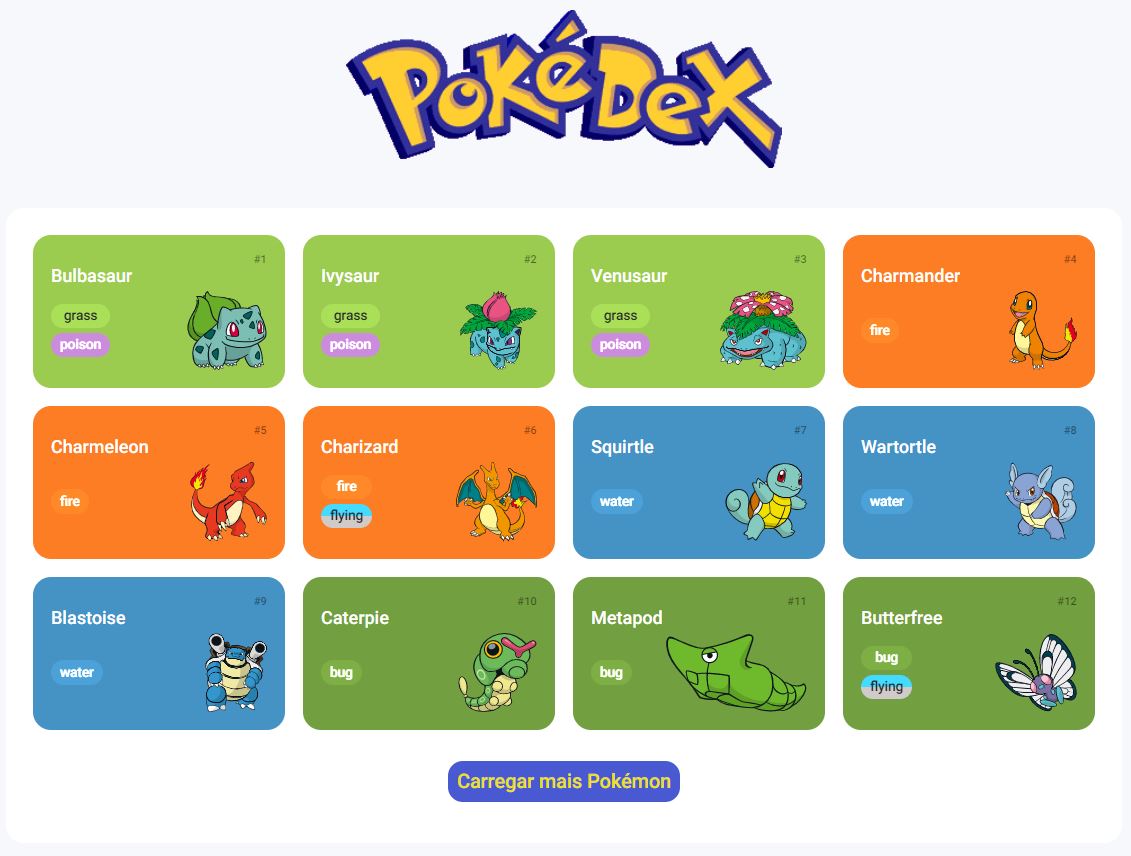 PoKéDex
#1
Bulbasaur
grass
poison
#2
Ivysaur
grass
poison
#3
Venusaur
grass
poison
#4
Charmander
fire
#5
Charmeleon
fire
#6
Charizard
fire
flying
#7
Squirtle
water
#8
Wartortle
water
#9
Blastoise
water
#10
Caterpie
bug
#11
Metapod
bug
#12
Butterfree
bug
flying
Carregar mais Pokémon